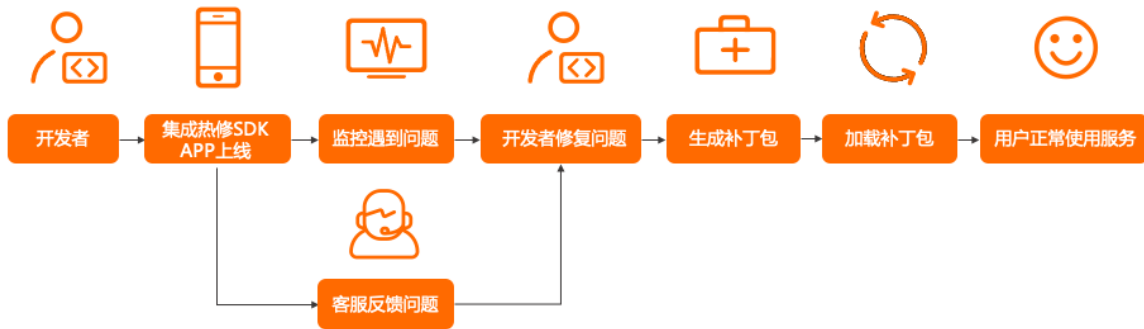 开发者
集成热修SDK
APP上线
监控遇到问题
开发者修复问题
生成补丁包
加载补丁包
用户正常使用服务
客服反馈问题